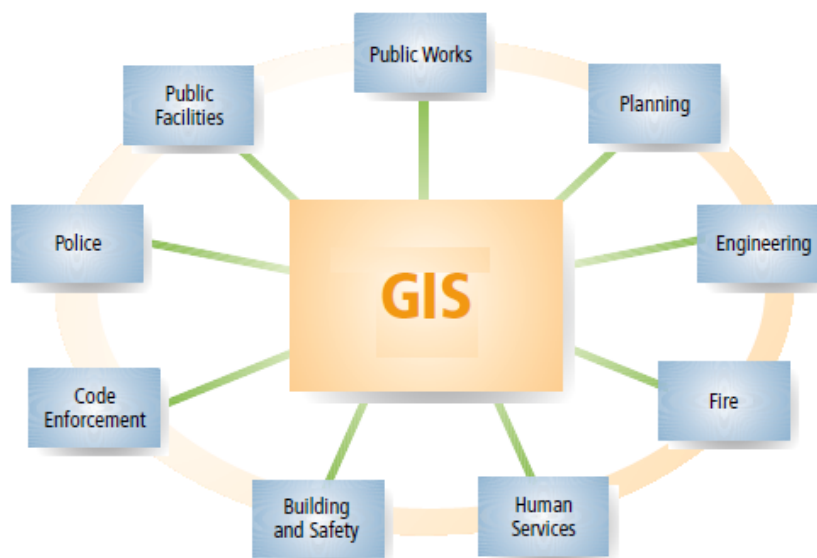 Public Works
Public
Facilities
Planning
Police
GIS
Engineering
Code
Enforcement
Fire
Building
and Safety
Human
Services